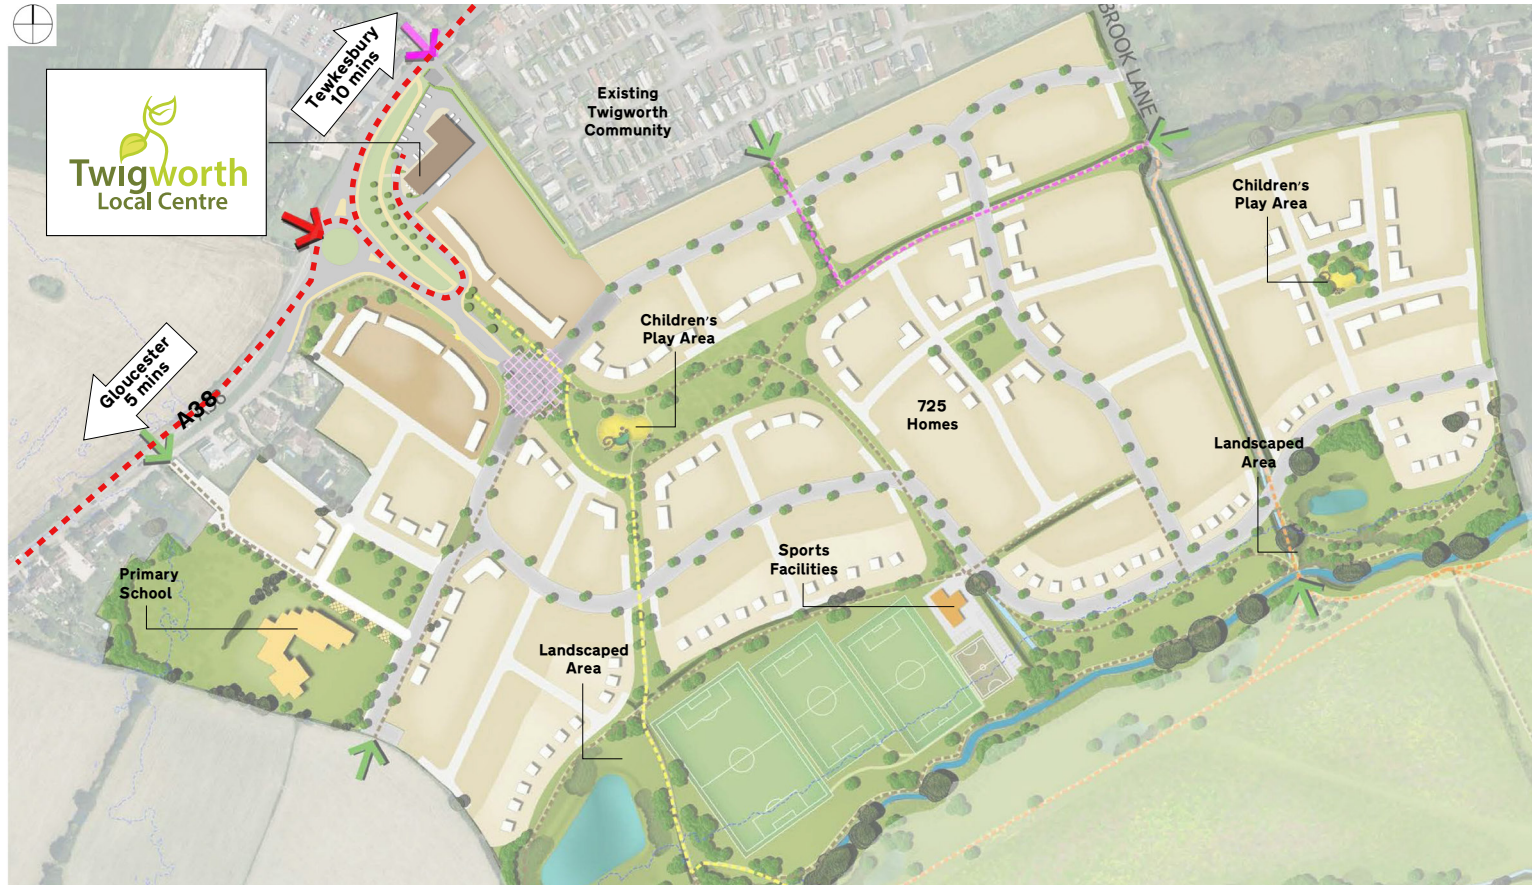 Tewkesbury
10 mins
BROOK LANE
Existing
Twigworth
Community
Twigworth
Local Centre
Children's
Play Area
Children's
Play Area
Gloucester
5 mins
A38
725
Homes
Landscaped
Area
Sports
Facilities
Primary
School
Landscaped
Area